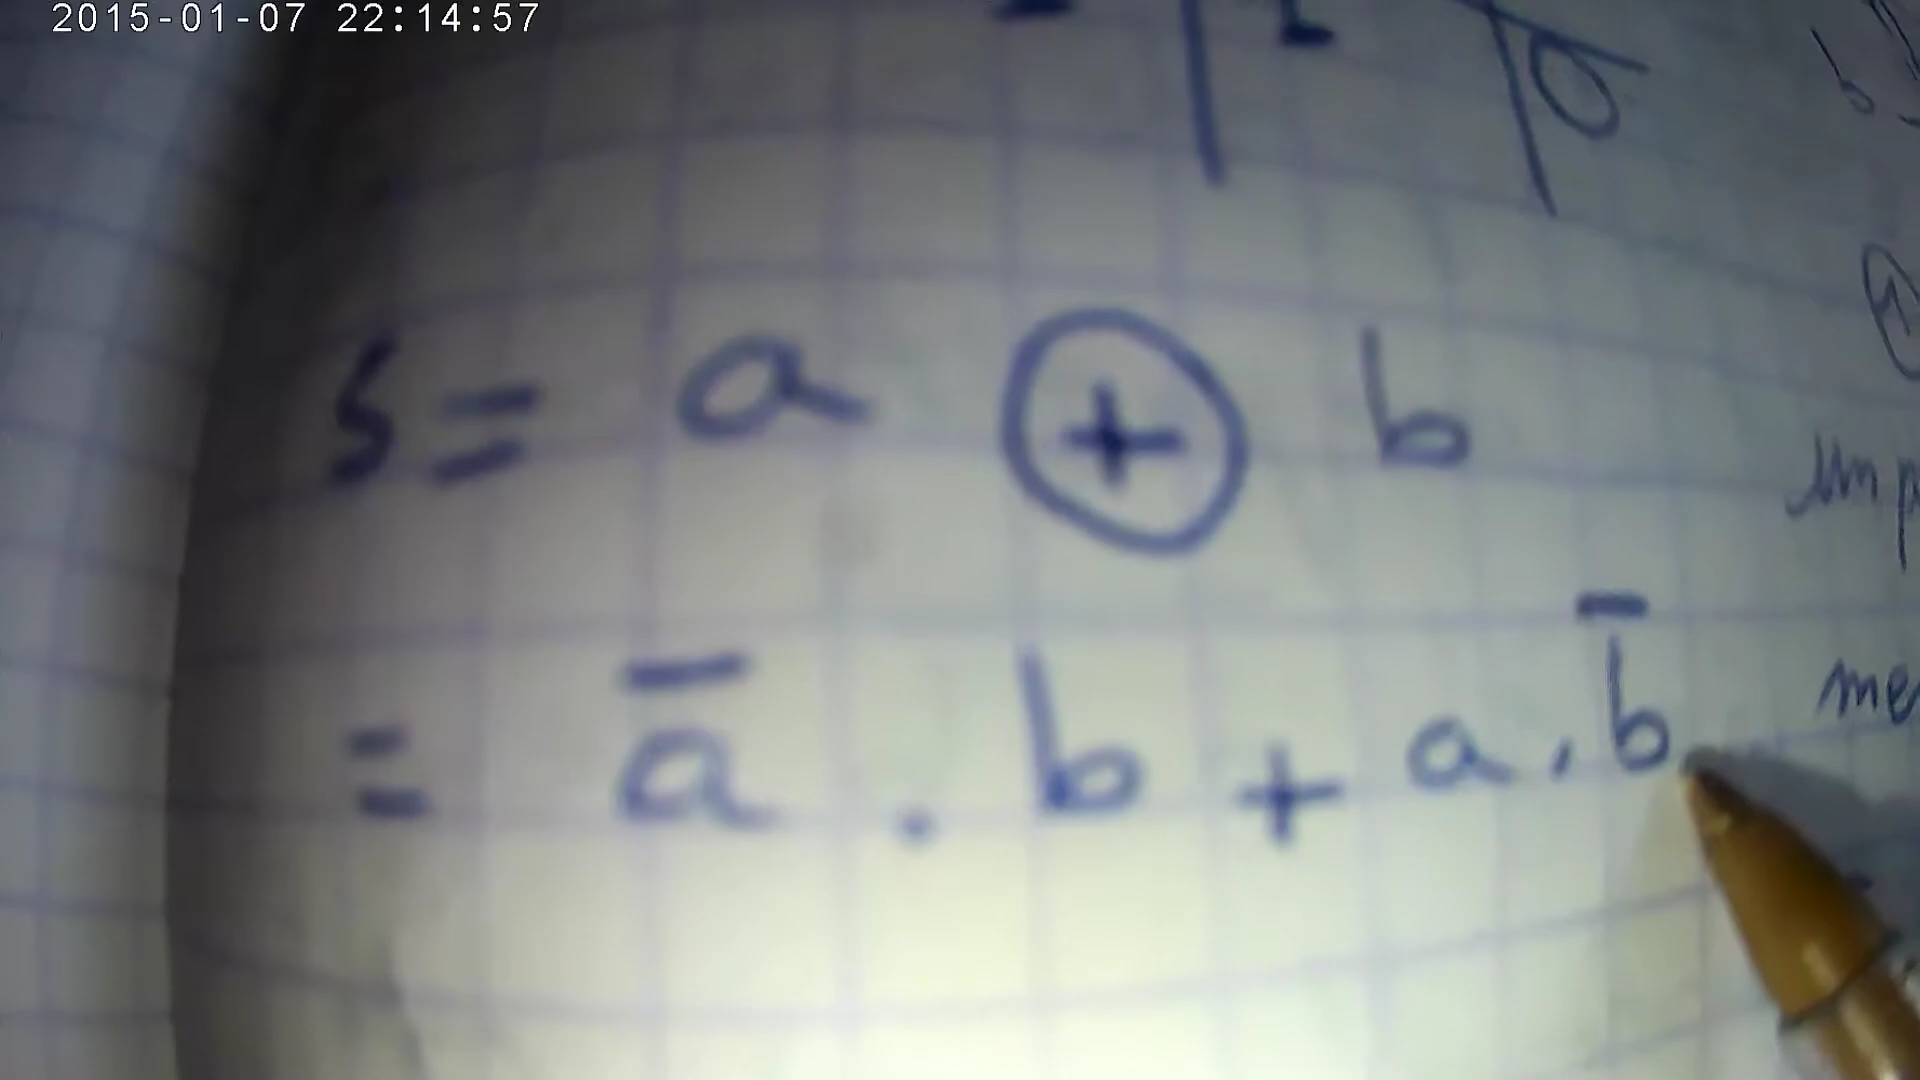 2015-01-07 22:14:57
S = a ⊕ b
= a̅ . b + a . b̅